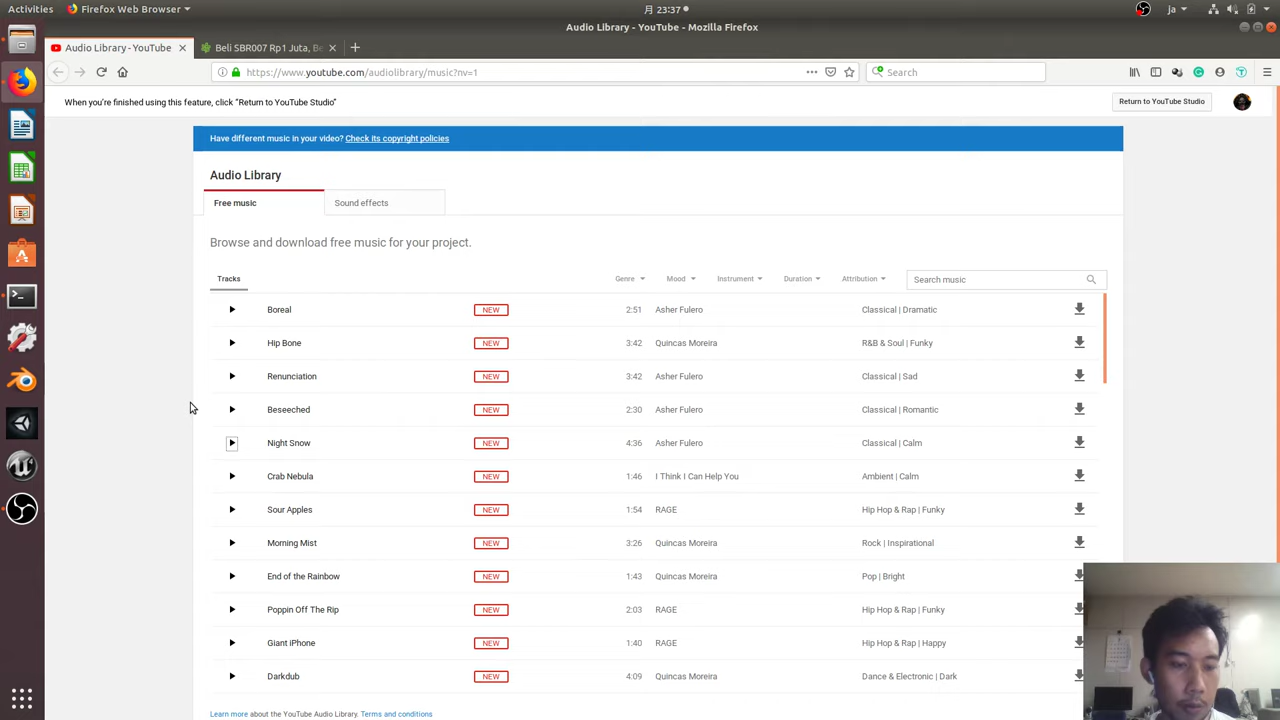 Activities
Firefox Web Browser
月 23:37
ja
Audio Library - YouTube - Mozilla Firefox
Audio Library - YouTube
Beli SBR007 Rp1 Juta, Be
https://www.youtube.com/audiolibrary/music?nv=1
Search
When you're finished using this feature, click "Return to YouTube Studio"
Return to YouTube Studio
Have different music in your video? Check its copyright policies
Audio Library
Free music
Sound effects
Browse and download free music for your project.
Tracks
Genre
Mood
Instrument
Duration
Attribution
Search music
Boreal NEW 2:51 Asher Fulero Classical | Dramatic
Hip Bone NEW 3:42 Quincas Moreira R&B & Soul | Funky
Renunciation NEW 3:42 Asher Fulero Classical | Sad
Beseeched NEW 2:30 Asher Fulero Classical | Romantic
Night Snow NEW 4:36 Asher Fulero Classical | Calm
Crab Nebula NEW 1:46 I Think I Can Help You Ambient | Calm
Sour Apples NEW 1:54 RAGE Hip Hop & Rap | Funky
Morning Mist NEW 3:26 Quincas Moreira Rock | Inspirational
End of the Rainbow NEW 1:43 Quincas Moreira Pop | Bright
Poppin Off The Rip NEW 2:03 RAGE Hip Hop & Rap | Funky
Giant iPhone NEW 1:40 RAGE Hip Hop & Rap | Happy
Darkdub NEW 4:09 Quincas Moreira Dance & Electronic | Dark
Learn more about the YouTube Audio Library. Terms and conditions